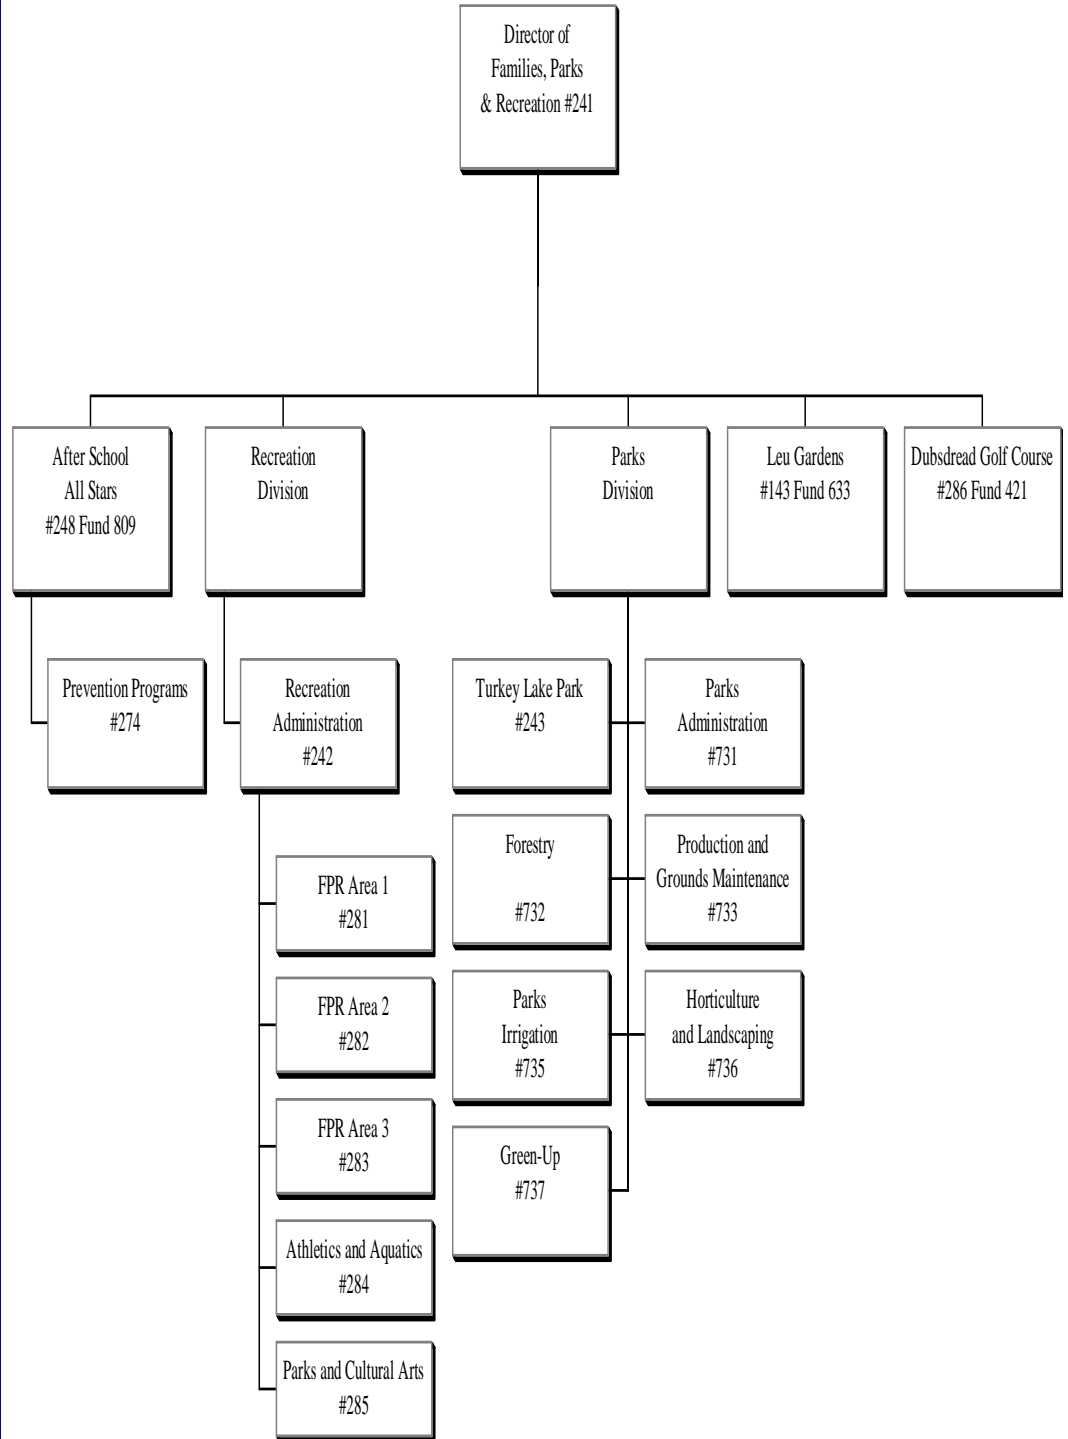 Director of
Families, Parks
& Recreation #241
After School
All Stars
#248 Fund 809
Recreation
Division
Parks
Division
Leu Gardens
#143 Fund 633
Dubsdread Golf Course
#286 Fund 421
Prevention Programs
#274
Recreation
Administration
#242
Turkey Lake Park
#243
Parks
Administration
#731
Forestry
#732
Production and
Grounds Maintenance
#733
FPR Area 1
#281
FPR Area 2
#282
Parks
Irrigation
#735
Horticulture
and Landscaping
#736
FPR Area 3
#283
Green-Up
#737
Athletics and Aquatics
#284
Parks and Cultural Arts
#285